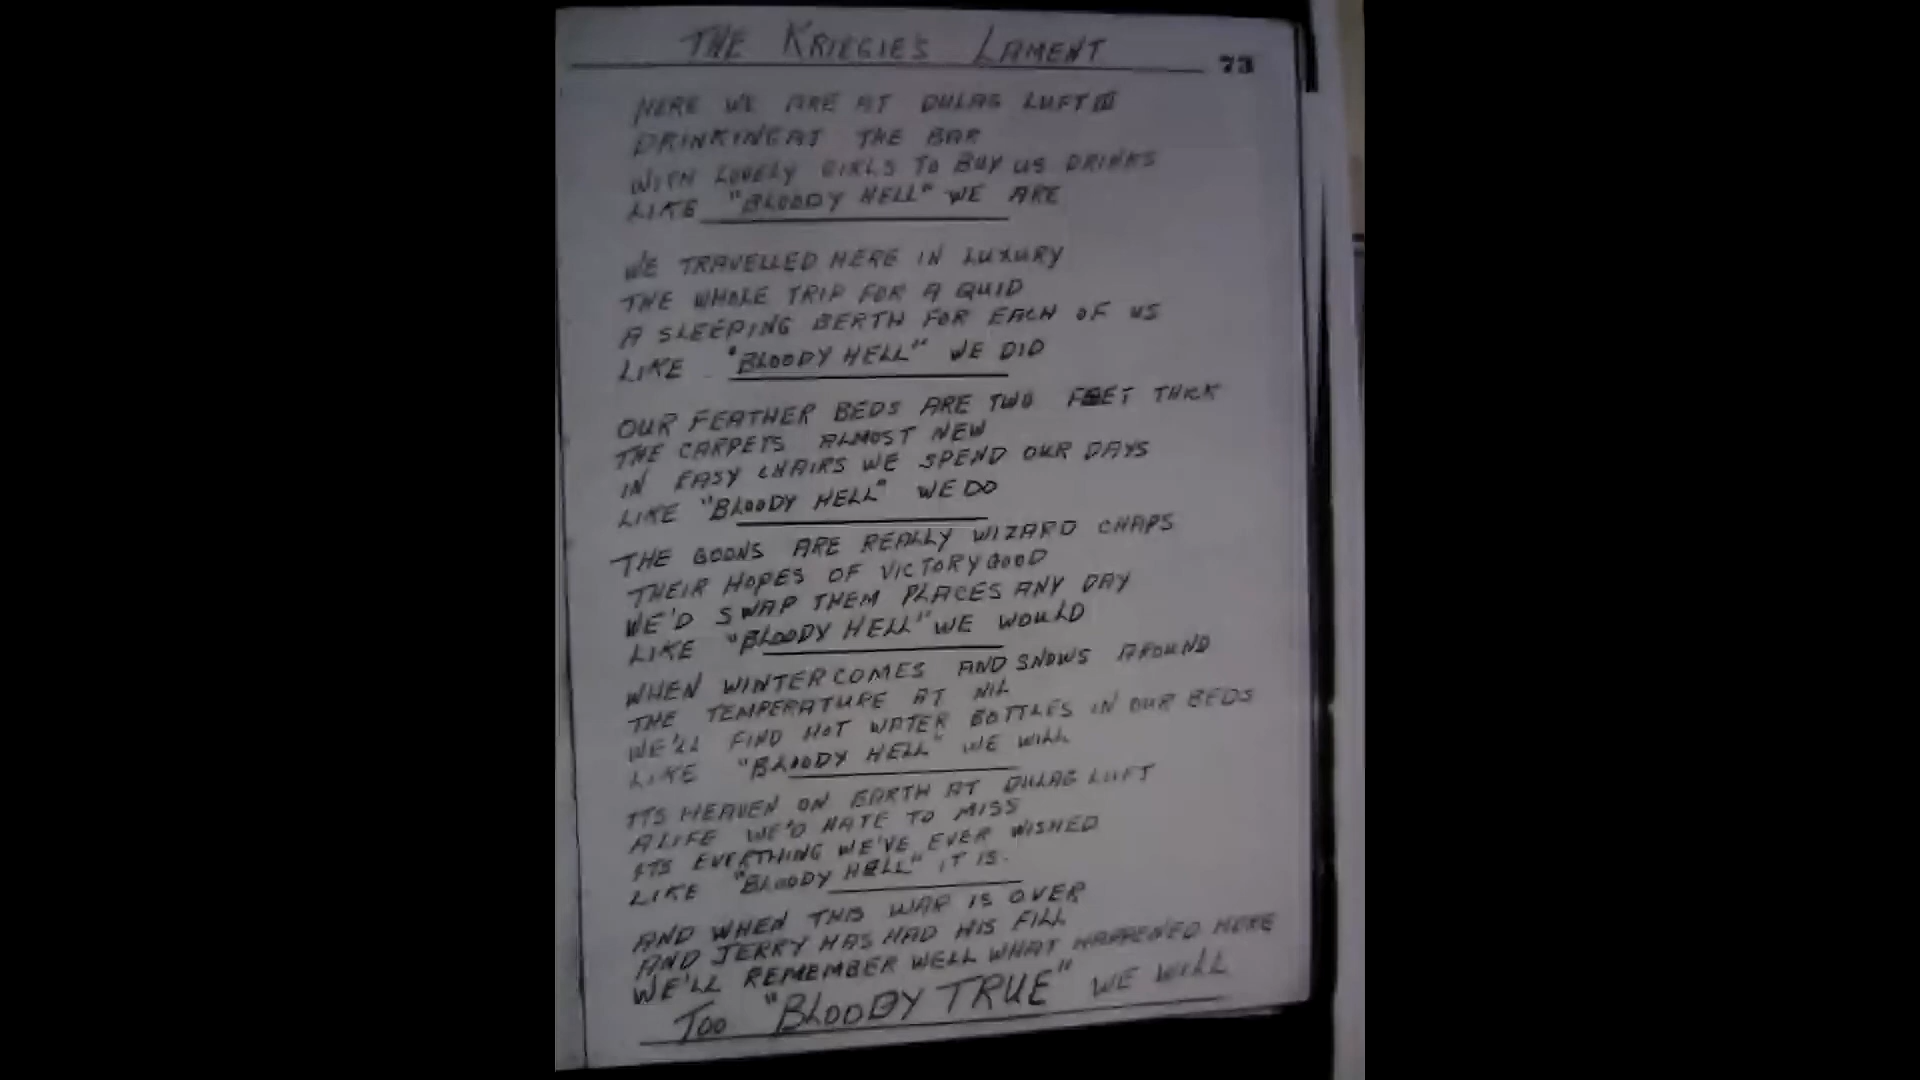 THE KRIEGIE'S LAMENT
73
HERE WE ARE AT DULAG LUFT III
DRINKING AT THE BAR
WITH LOVELY GIRLS TO BUY US DRINKS
LIKE "BLOODY HELL" WE ARE
WE TRAVELLED HERE IN LUXURY
THE WHOLE TRIP FOR A QUID
A SLEEPING BERTH FOR EACH OF US
LIKE "BLOODY HELL" WE DID
OUR FEATHER BEDS ARE TWO FEET THICK
THE CARPETS ALMOST NEW
IN EASY CHAIRS WE SPEND OUR DAYS
LIKE "BLOODY HELL" WE DO
THE GOONS ARE REALLY WIZARD CHAPS
THEIR HOPES OF VICTORY GOOD
WE'D SWAP THEM PLACES ANY DAY
LIKE "BLOODY HELL" WE WOULD
WHEN WINTER COMES AND SNOWS AROUND
THE TEMPERATURE AT NIL
WE'LL FIND HOT WATER BOTTLES IN OUR BEDS
LIKE "BLOODY HELL" WE WILL
ITS HEAVEN ON EARTH AT DULAG LUFT
A LIFE WE'D HATE TO MISS
ITS EVERTHING WE'VE EVER WISHED
LIKE "BLOODY HELL" IT IS.
AND WHEN THIS WAR IS OVER
AND JERRY HAS HAD HIS FILL
WE'LL REMEMBER WELL WHAT HAPPENED HERE
TOO "BLOODY TRUE" WE WILL